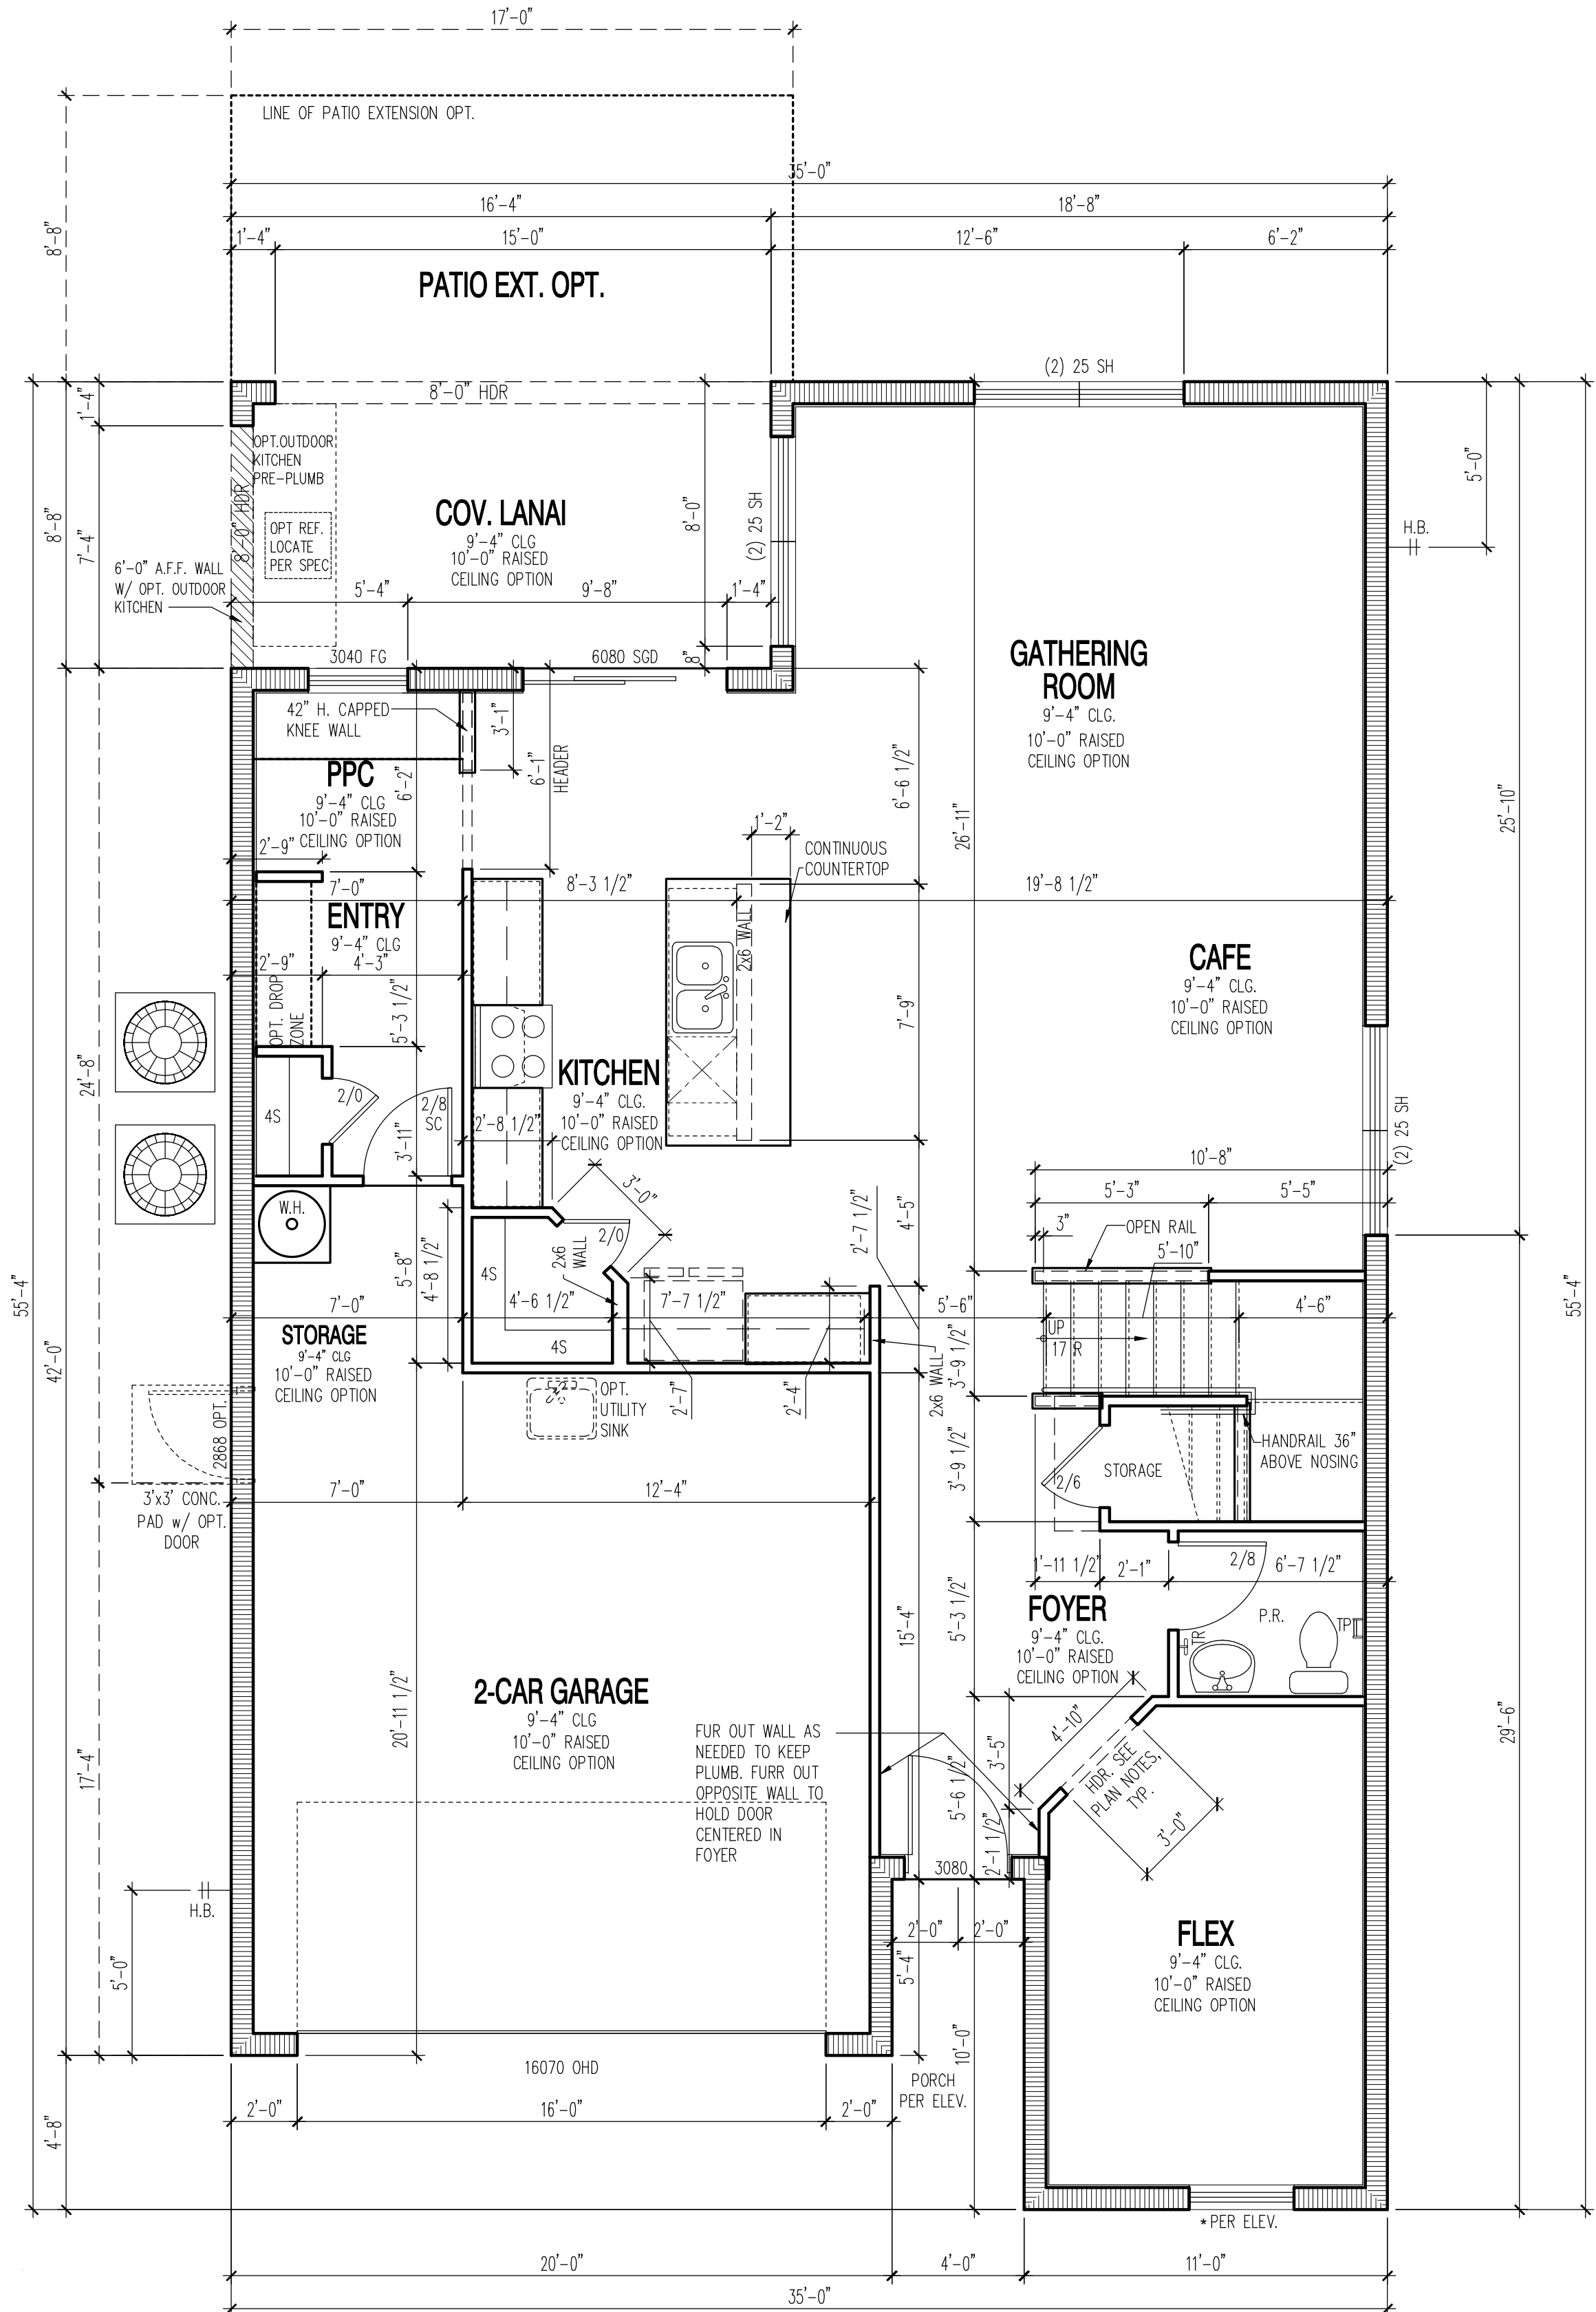 17'-0"
LINE OF PATIO EXTENSION OPT.
35'-0"
16'-4"
18'-8"
8'-8"
1'-4"
15'-0"
12'-6"
6'-2"
PATIO EXT. OPT.
(2) 25 SH
8'-0" HDR
1'-4"
OPT.OUTDOOR
KITCHEN
PRE-PLUMB
5'-0"
COV. LANAI
9'-4" CLG
10'-0" RAISED
CEILING OPTION
8'-0"
(2) 25 SH
8'-0" HDR
OPT REF.
LOCATE
PER SPEC
H.B.
8'-8"
7'-4"
6'-0" A.F.F. WALL
W/ OPT. OUTDOOR
KITCHEN
5'-4"
9'-8"
1'-4"
3040 FG
6080 SGD
8"
GATHERING
ROOM
9'-4" CLG.
10'-0" RAISED
CEILING OPTION
42" H. CAPPED
KNEE WALL
3'-1"
6'-1"
HEADER
6'-6 1/2"
PPC
9'-4" CLG
10'-0" RAISED
CEILING OPTION
6'-2"
26'-11"
25'-10"
1'-2"
CONTINUOUS
COUNTERTOP
2'-9"
7'-0"
8'-3 1/2"
19'-8 1/2"
ENTRY
9'-4" CLG
2x6 WALL
CAFE
9'-4" CLG.
10'-0" RAISED
CEILING OPTION
2'-9"
4'-3"
OPT. DROP
ZONE
5'-3 1/2"
7'-9"
24'-8"
KITCHEN
9'-4" CLG.
10'-0" RAISED
CEILING OPTION
2/0
4S
2/8
SC
2'-8 1/2"
3'-11"
(2) 25 SH
10'-8"
3'-0"
5'-3"
5'-5"
W.H.
2/0
2x6
WALL
2'-7 1/2"
4'-5"
3"
OPEN RAIL
5'-10"
5'-8"
4'-8 1/2"
4S
55'-4"
55'-4"
7'-0"
4'-6 1/2"
7'-7 1/2"
5'-6"
4'-6"
STORAGE
9'-4" CLG
10'-0" RAISED
CEILING OPTION
4S
UP
17 R
42'-0"
3'-9 1/2"
2x6 WALL
OPT.
UTILITY
SINK
2'-7"
2'-4"
2868 OPT.
HANDRAIL 36"
ABOVE NOSING
STORAGE
2/6
3'-9 1/2"
3'x3' CONC.
PAD w/ OPT.
DOOR
7'-0"
12'-4"
1'-11 1/2"
2'-1"
2/8
6'-7 1/2"
5'-3 1/2"
FOYER
9'-4" CLG.
10'-0" RAISED
CEILING OPTION
P.R.
TP
TR
15'-4"
20'-11 1/2"
2-CAR GARAGE
9'-4" CLG
10'-0" RAISED
CEILING OPTION
4'-10"
29'-6"
17'-4"
FUR OUT WALL AS
NEEDED TO KEEP
PLUMB. FURR OUT
OPPOSITE WALL TO
HOLD DOOR
CENTERED IN
FOYER
3'-5"
5'-6 1/2"
2'-1 1/2"
HDR. SEE
PLAN NOTES,
TYP.
3'-0"
3080
H.B.
2'-0"
2'-0"
FLEX
9'-4" CLG.
10'-0" RAISED
CEILING OPTION
5'-0"
5'-4"
10'-0"
16070 OHD
PORCH
PER ELEV.
2'-0"
16'-0"
2'-0"
4'-8"
*PER ELEV.
20'-0"
4'-0"
11'-0"
35'-0"